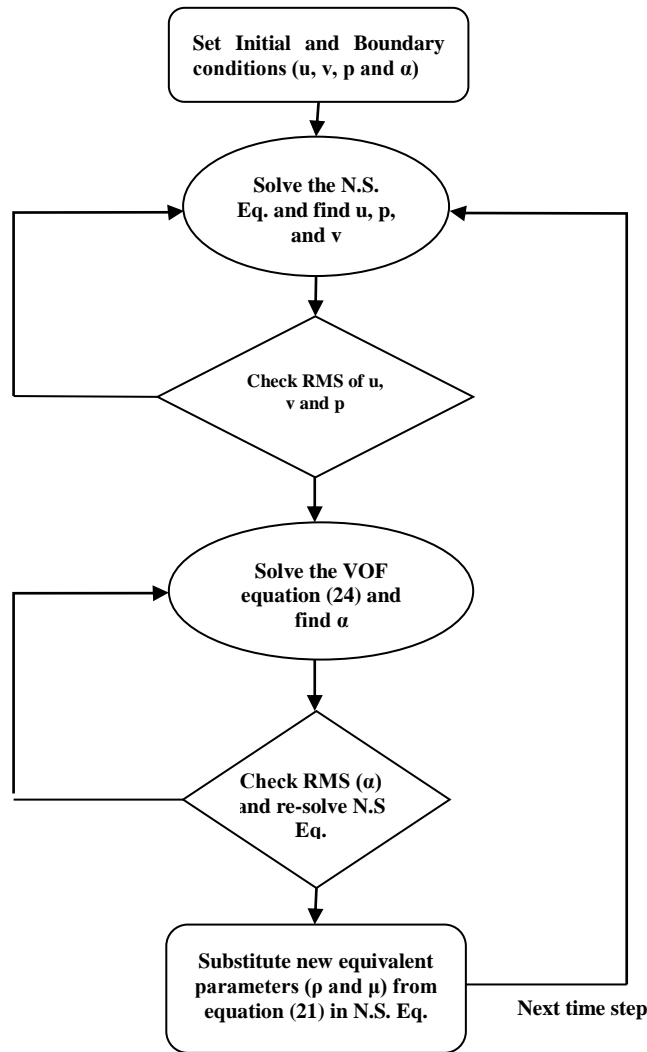 Set Initial and Boundary
conditions (u, v, p and α)
Solve the N.S.
Eq. and find u, p,
and v
Check RMS of u,
v and p
Solve the VOF
equation (24) and
find α
Check RMS (α)
and re-solve N.S
Eq.
Substitute new equivalent
parameters (ρ and μ) from
equation (21) in N.S. Eq.
Next time step